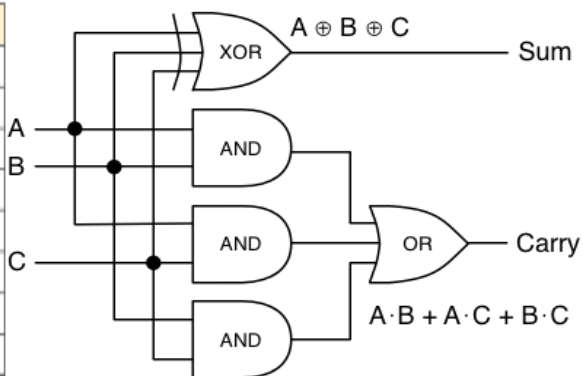 A ⊕ B ⊕ C
XOR
Sum
A
AND
B
AND
OR
Carry
C
A·B + A·C + B·C
AND